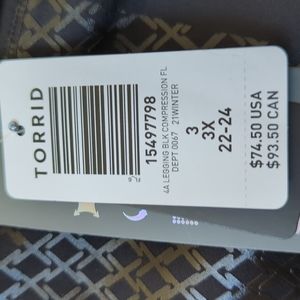 TORRID
15497798
4A LEGGING BLK COMPRESSION FL
DEPT 0067 21WINTER
3
3X
22-24
$74.50 USA
$93.50 CAN